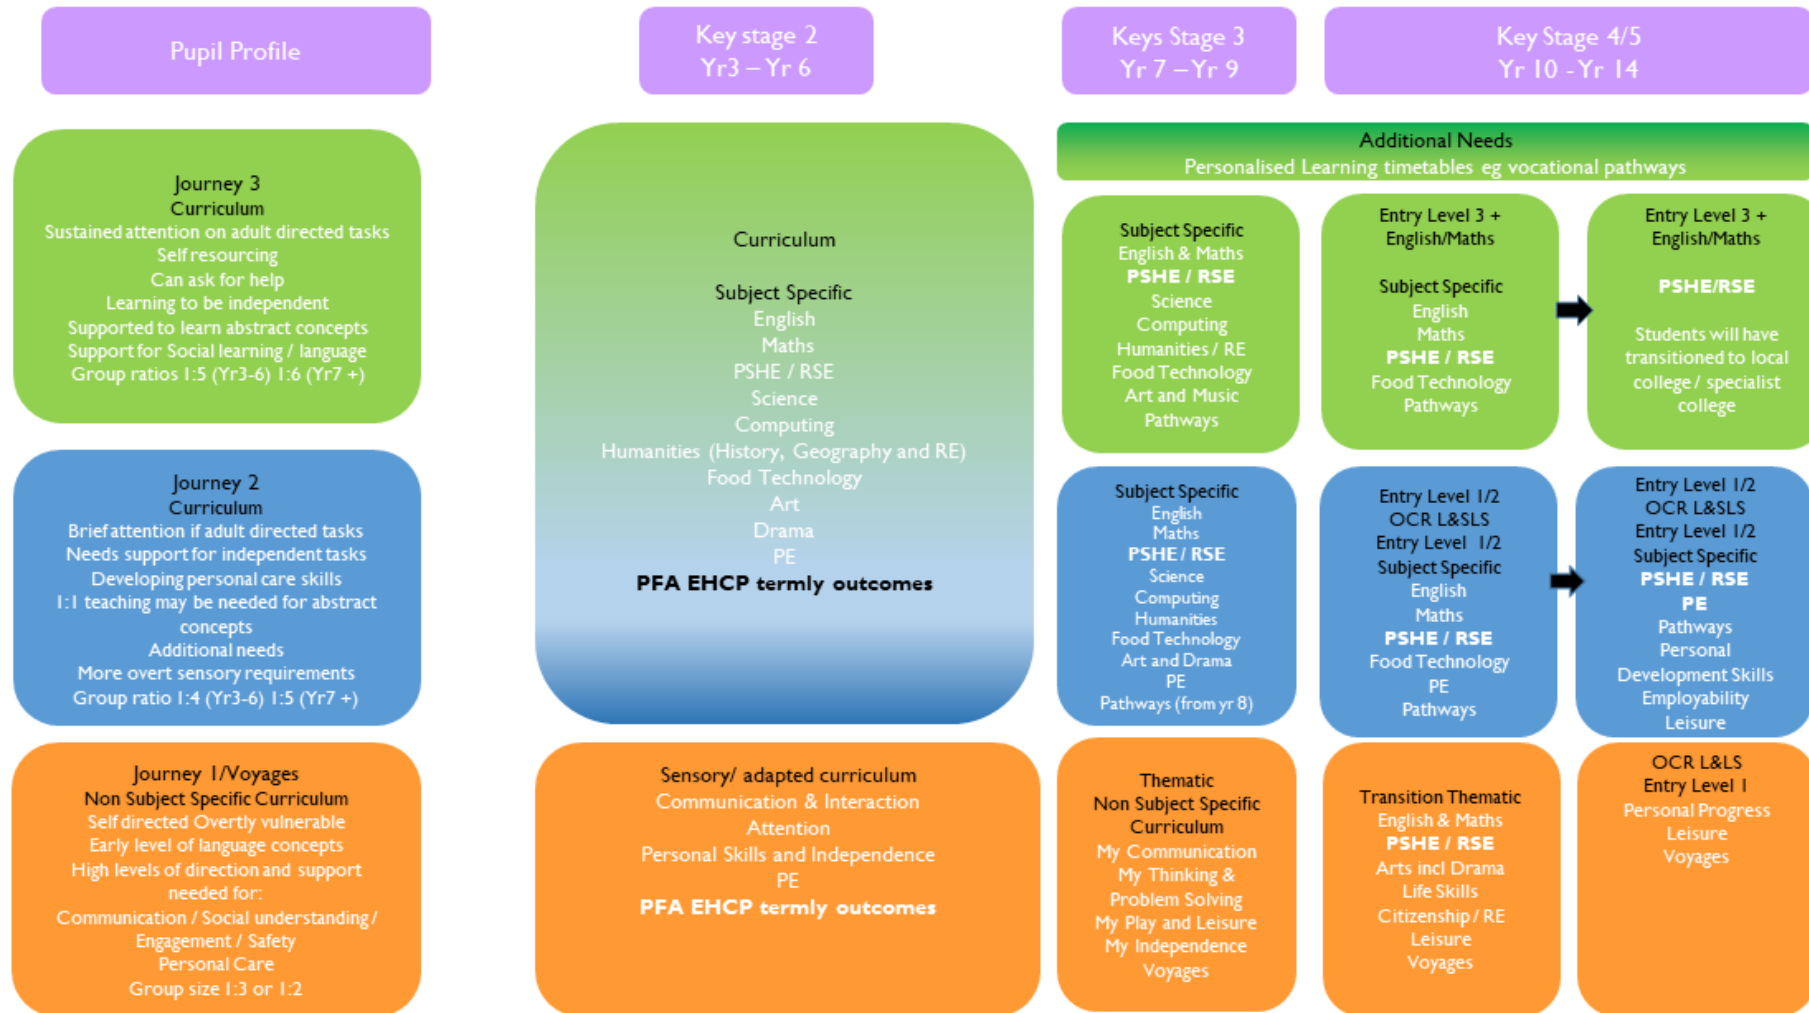 Pupil Profile
Key stage 2
Yr3 – Yr 6
Keys Stage 3
Yr 7 – Yr 9
Key Stage 4/5
Yr 10 - Yr 14
Journey 3
Curriculum
Sustained attention on adult directed tasks
Self resourcing
Can ask for help
Learning to be independent
Supported to learn abstract concepts
Support for Social learning / language
Group ratios 1:5 (Yr3-6) 1:6 (Yr7 +)
Journey 2
Curriculum
Brief attention if adult directed tasks
Needs support for independent tasks
Developing personal care skills
1:1 teaching may be needed for abstract
concepts
Additional needs
More overt sensory requirements
Group ratio 1:4 (Yr3-6) 1:5 (Yr7 +)
Journey 1/Voyages
Non Subject Specific Curriculum
Self directed Overtly vulnerable
Early level of language concepts
High levels of direction and support
needed for:
Communication / Social understanding /
Engagement / Safety
Personal Care
Group size 1:3 or 1:2
Curriculum
Subject Specific
English
Maths
PSHE / RSE
Science
Computing
Humanities (History, Geography and RE)
Food Technology
Art
Drama
PE
PFA EHCP termly outcomes
Sensory/ adapted curriculum
Communication & Interaction
Attention
Personal Skills and Independence
PE
PFA EHCP termly outcomes
Additional Needs
Personalised Learning timetables eg vocational pathways
Subject Specific
English & Maths
PSHE / RSE
Science
Computing
Humanities / RE
Food Technology
Art and Music
Pathways
Entry Level 3 +
English/Maths
Subject Specific
English
Maths
PSHE / RSE
Food Technology
Pathways
Entry Level 3 +
English/Maths
PSHE/RSE
Students will have
transitioned to local
college / specialist
college
Subject Specific
English
Maths
PSHE / RSE
Science
Computing
Humanities
Food Technology
Art and Drama
PE
Pathways (from yr 8)
Entry Level 1/2
OCR L&SLS
Entry Level 1/2
Subject Specific
English
Maths
PSHE / RSE
Food Technology
PE
Pathways
Entry Level 1/2
OCR L&SLS
Entry Level 1/2
Subject Specific
PSHE / RSE
PE
Pathways
Personal
Development Skills
Employability
Leisure
Thematic
Non Subject Specific
Curriculum
My Communication
My Thinking &
Problem Solving
My Play and Leisure
My Independence
Voyages
Transition Thematic
English & Maths
PSHE / RSE
Arts incl Drama
Life Skills
Citizenship / RE
Leisure
Voyages
OCR L&LS
Entry Level 1
Personal Progress
Leisure
Voyages